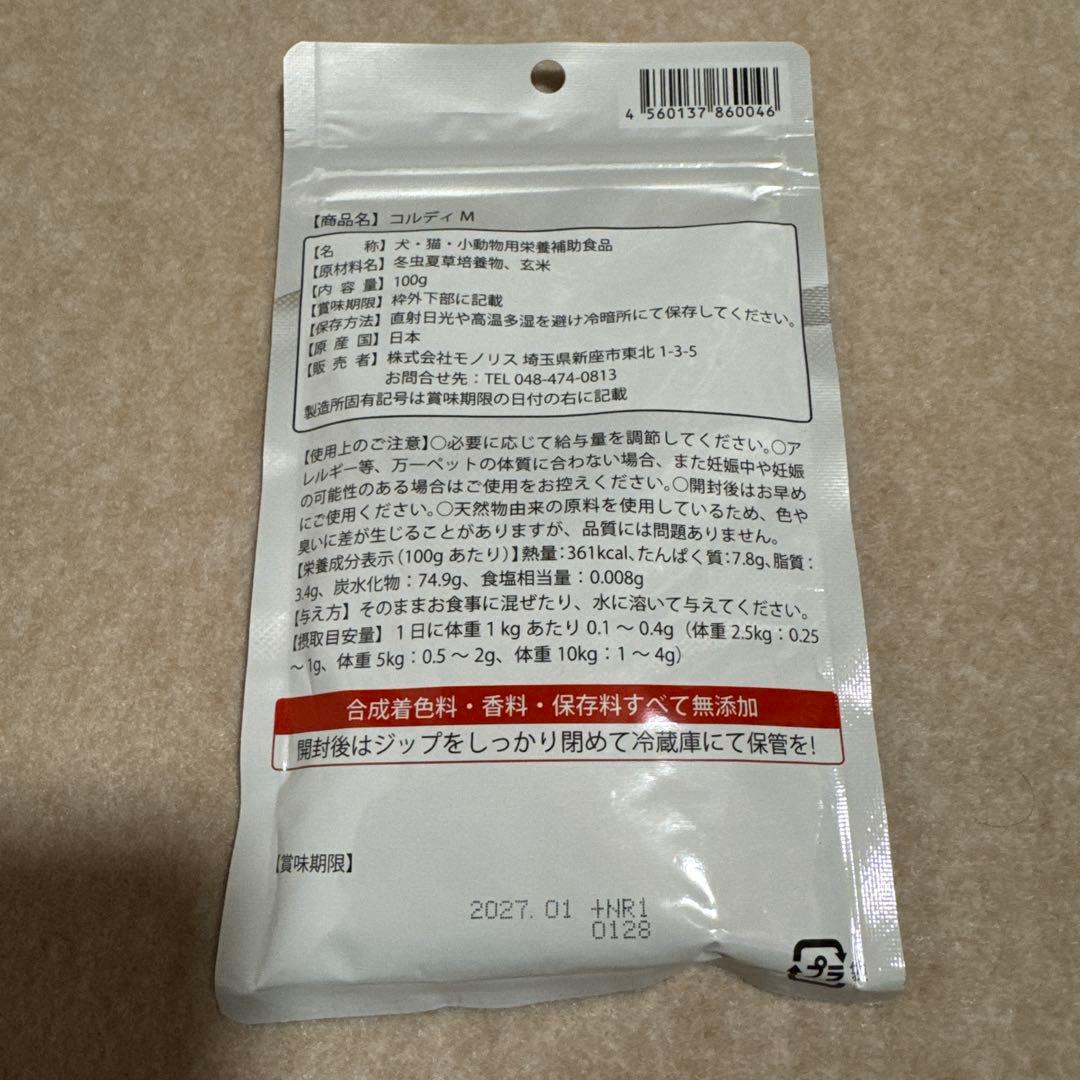 4 560137 860046
【商品名】コルディ M
【名　　称】犬・猫・小動物用栄養補助食品
【原材料名】冬虫夏草培養物、玄米
【内 容 量】100g
【賞味期限】枠外下部に記載
【保存方法】直射日光や高温多湿を避け冷暗所にて保存してください。
【原 産 国】日本
【販 売 者】株式会社モノリス 埼玉県新座市東北 1-3-5
お問合せ先：TEL 048-474-0813
製造所固有記号は賞味期限の日付の右に記載
【使用上のご注意】○必要に応じて給与量を調節してください。○ア
レルギー等、万一ペットの体質に合わない場合、また妊娠中や妊娠
の可能性のある場合はご使用をお控えください。○開封後はお早め
にご使用ください。○天然物由来の原料を使用しているため、色や
臭いに差が生じることがありますが、品質には問題ありません。
【栄養成分表示（100g あたり）】熱量：361kcal、たんぱく質：7.8g、脂質：
3.4g、炭水化物：74.9g、食塩相当量：0.008g
【与え方】そのままお食事に混ぜたり、水に溶いて与えてください。
【摂取目安量】1日に体重1kg あたり 0.1 〜 0.4g（体重 2.5kg：0.25
〜 1g、体重 5kg：0.5 〜 2g、体重 10kg：1 〜 4g）
合成着色料・香料・保存料すべて無添加
開封後はジップをしっかり閉めて冷蔵庫にて保管を!
【賞味期限】
2027.01 +NR1
0128
プラ